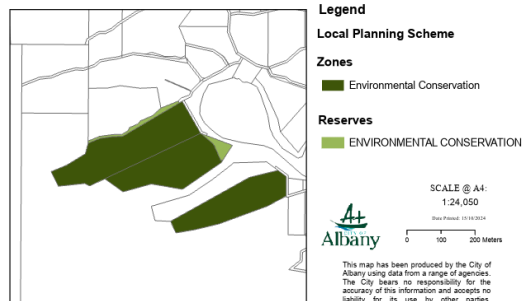 Legend
Local Planning Scheme
Zones
Environmental Conservation
Reserves
ENVIRONMENTAL CONSERVATION
SCALE @ A4:
1:24,050
Albany
0 100 200 Meters
This map has been produced by the City of
Albany using data from a range of agencies.
The City bears no responsibility for the
accuracy of this information and accepts no
liability for its use by other parties.